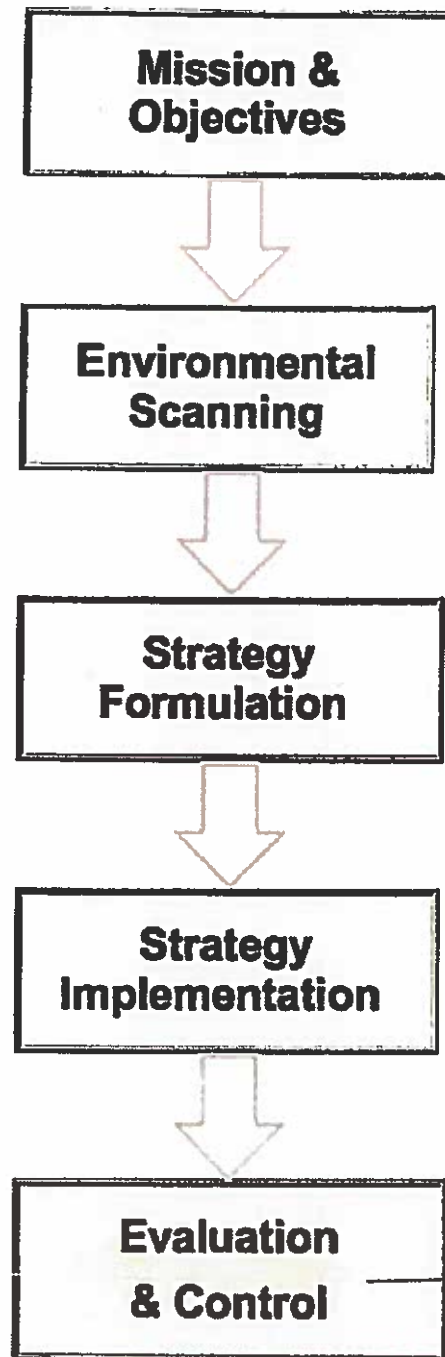 Mission &
Objectives
Environmental
Scanning
Strategy
Formulation
Strategy
Implementation
Evaluation
& Control